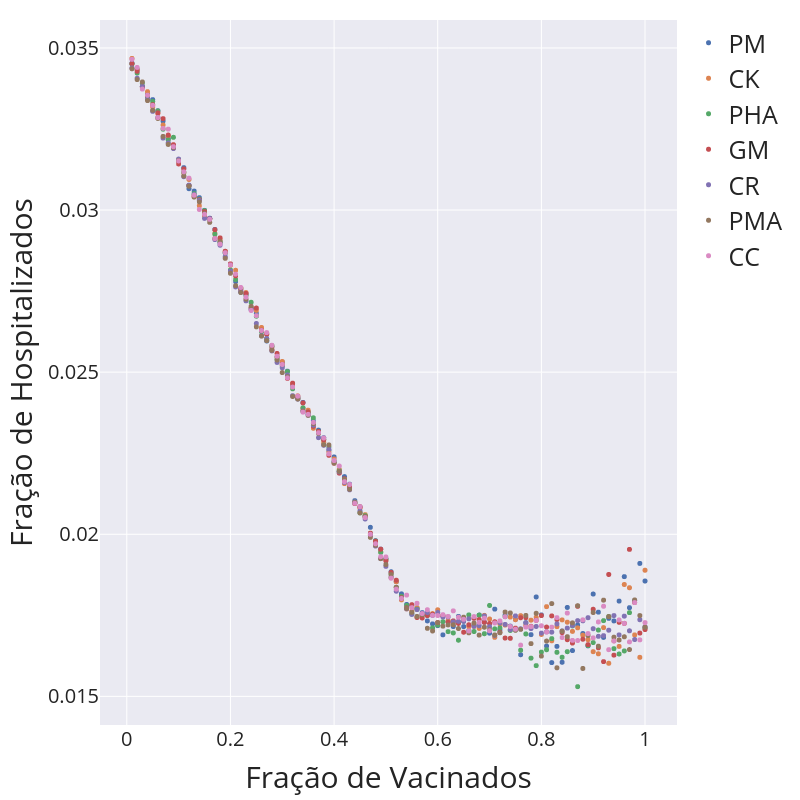 0.035
0.03
0.025
0.02
0.015
0
0.2
0.4
0.6
0.8
1
Fração de Vacinados
Fração de Hospitalizados
PM
CK
PHA
GM
CR
PMA
CC